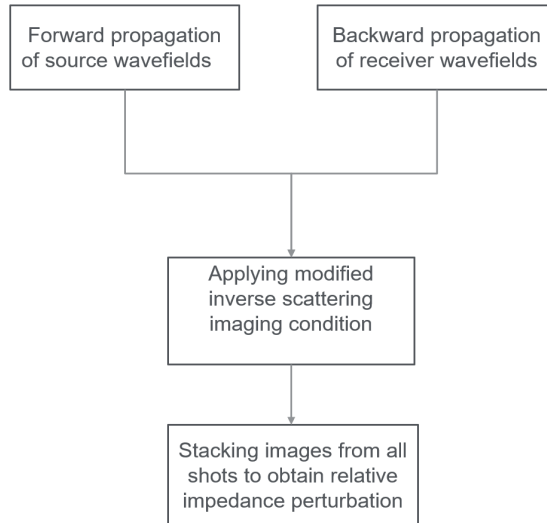 Forward propagation
of source wavefields
Backward propagation
of receiver wavefields
Applying modified
inverse scattering
imaging condition
Stacking images from all
shots to obtain relative
impedance perturbation